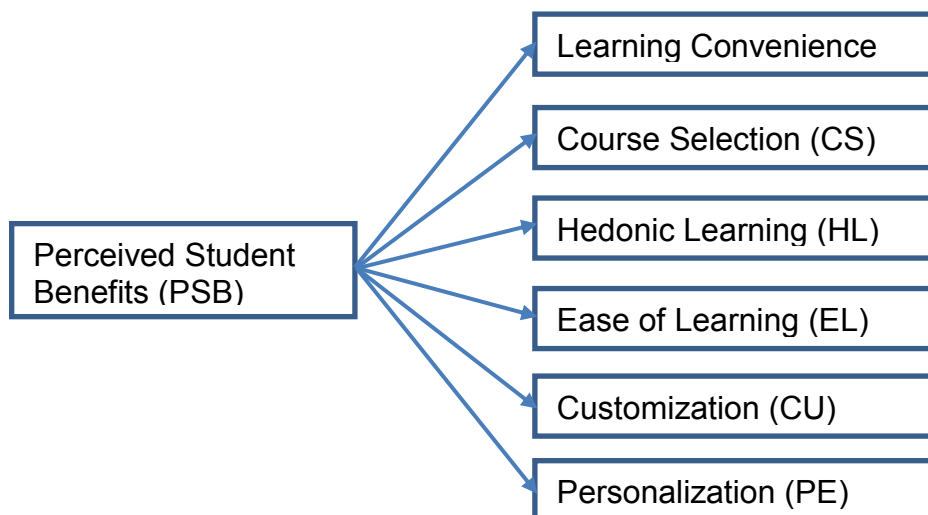 Learning Convenience
Course Selection (CS)
Hedonic Learning (HL)
Perceived Student
Benefits (PSB)
Ease of Learning (EL)
Customization (CU)
Personalization (PE)